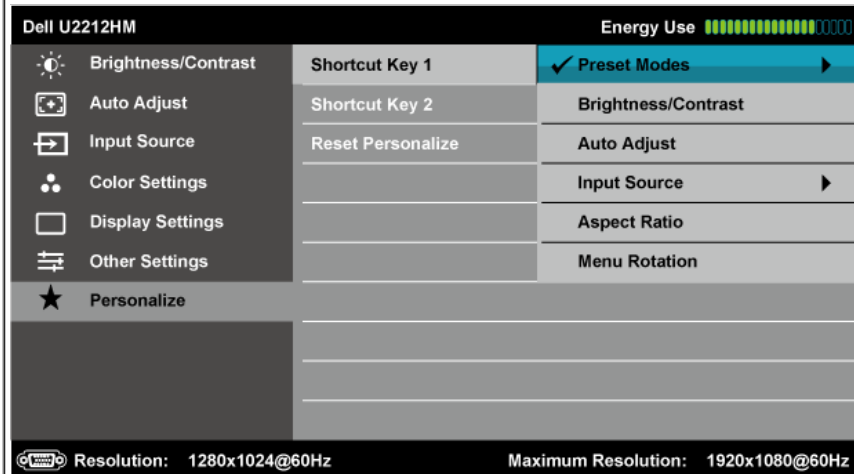 Dell U2212HM Energy Use
Brightness/Contrast Shortcut Key 1 Preset Modes
Auto Adjust Shortcut Key 2 Brightness/Contrast
Input Source Reset Personalize Auto Adjust
Color Settings Input Source
Display Settings Aspect Ratio
Other Settings Menu Rotation
Personalize
Resolution: 1280x1024@60Hz Maximum Resolution: 1920x1080@60Hz